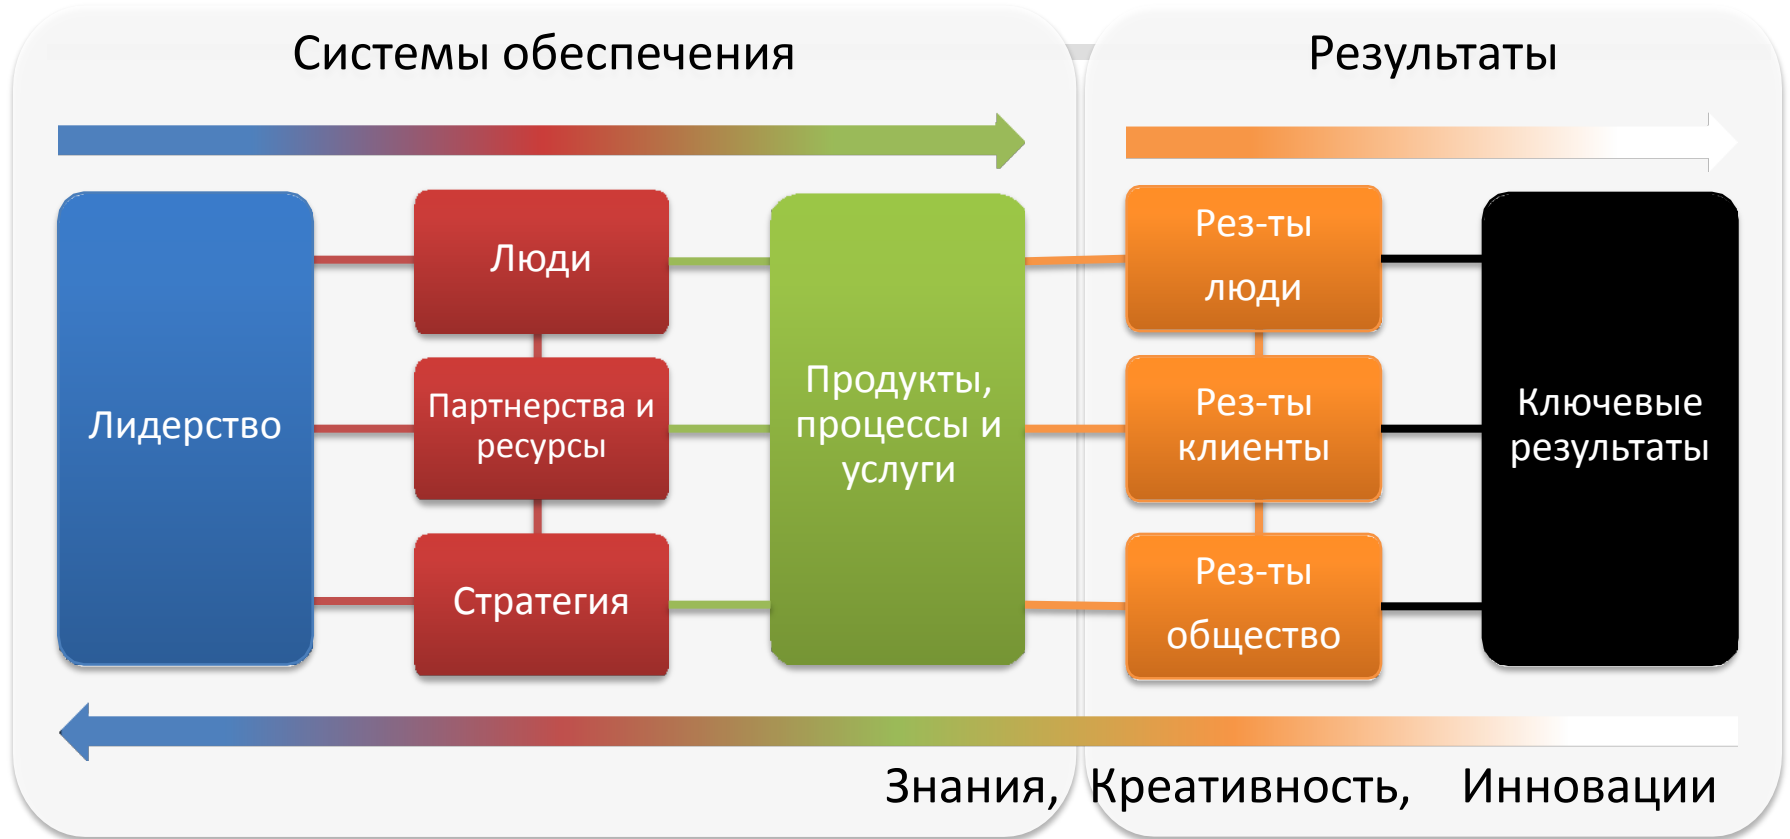 Системы обеспечения
Результаты
Лидерство
Люди
Партнерства и
ресурсы
Стратегия
Продукты,
процессы и
услуги
Рез-ты
люди
Рез-ты
клиенты
Рез-ты
общество
Ключевые
результаты
Знания, Креативность, Инновации